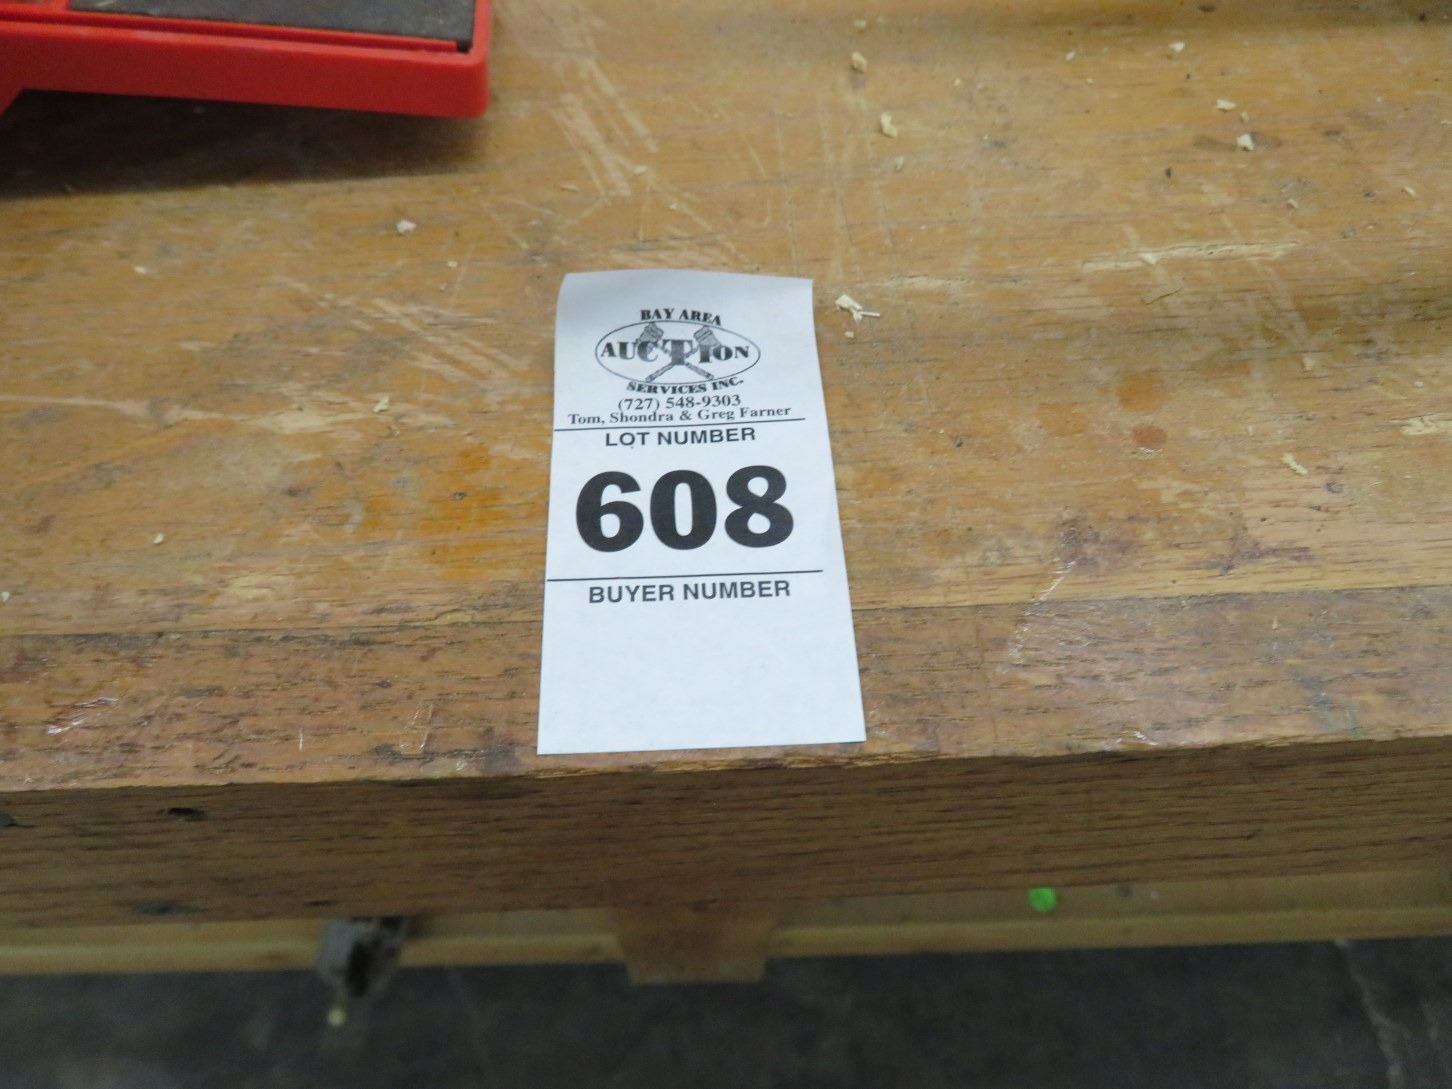 BAY AREA
AUCTION
SERVICES INC.
(727) 548-9303
Tom, Shondra & Greg Farner
LOT NUMBER
608
BUYER NUMBER